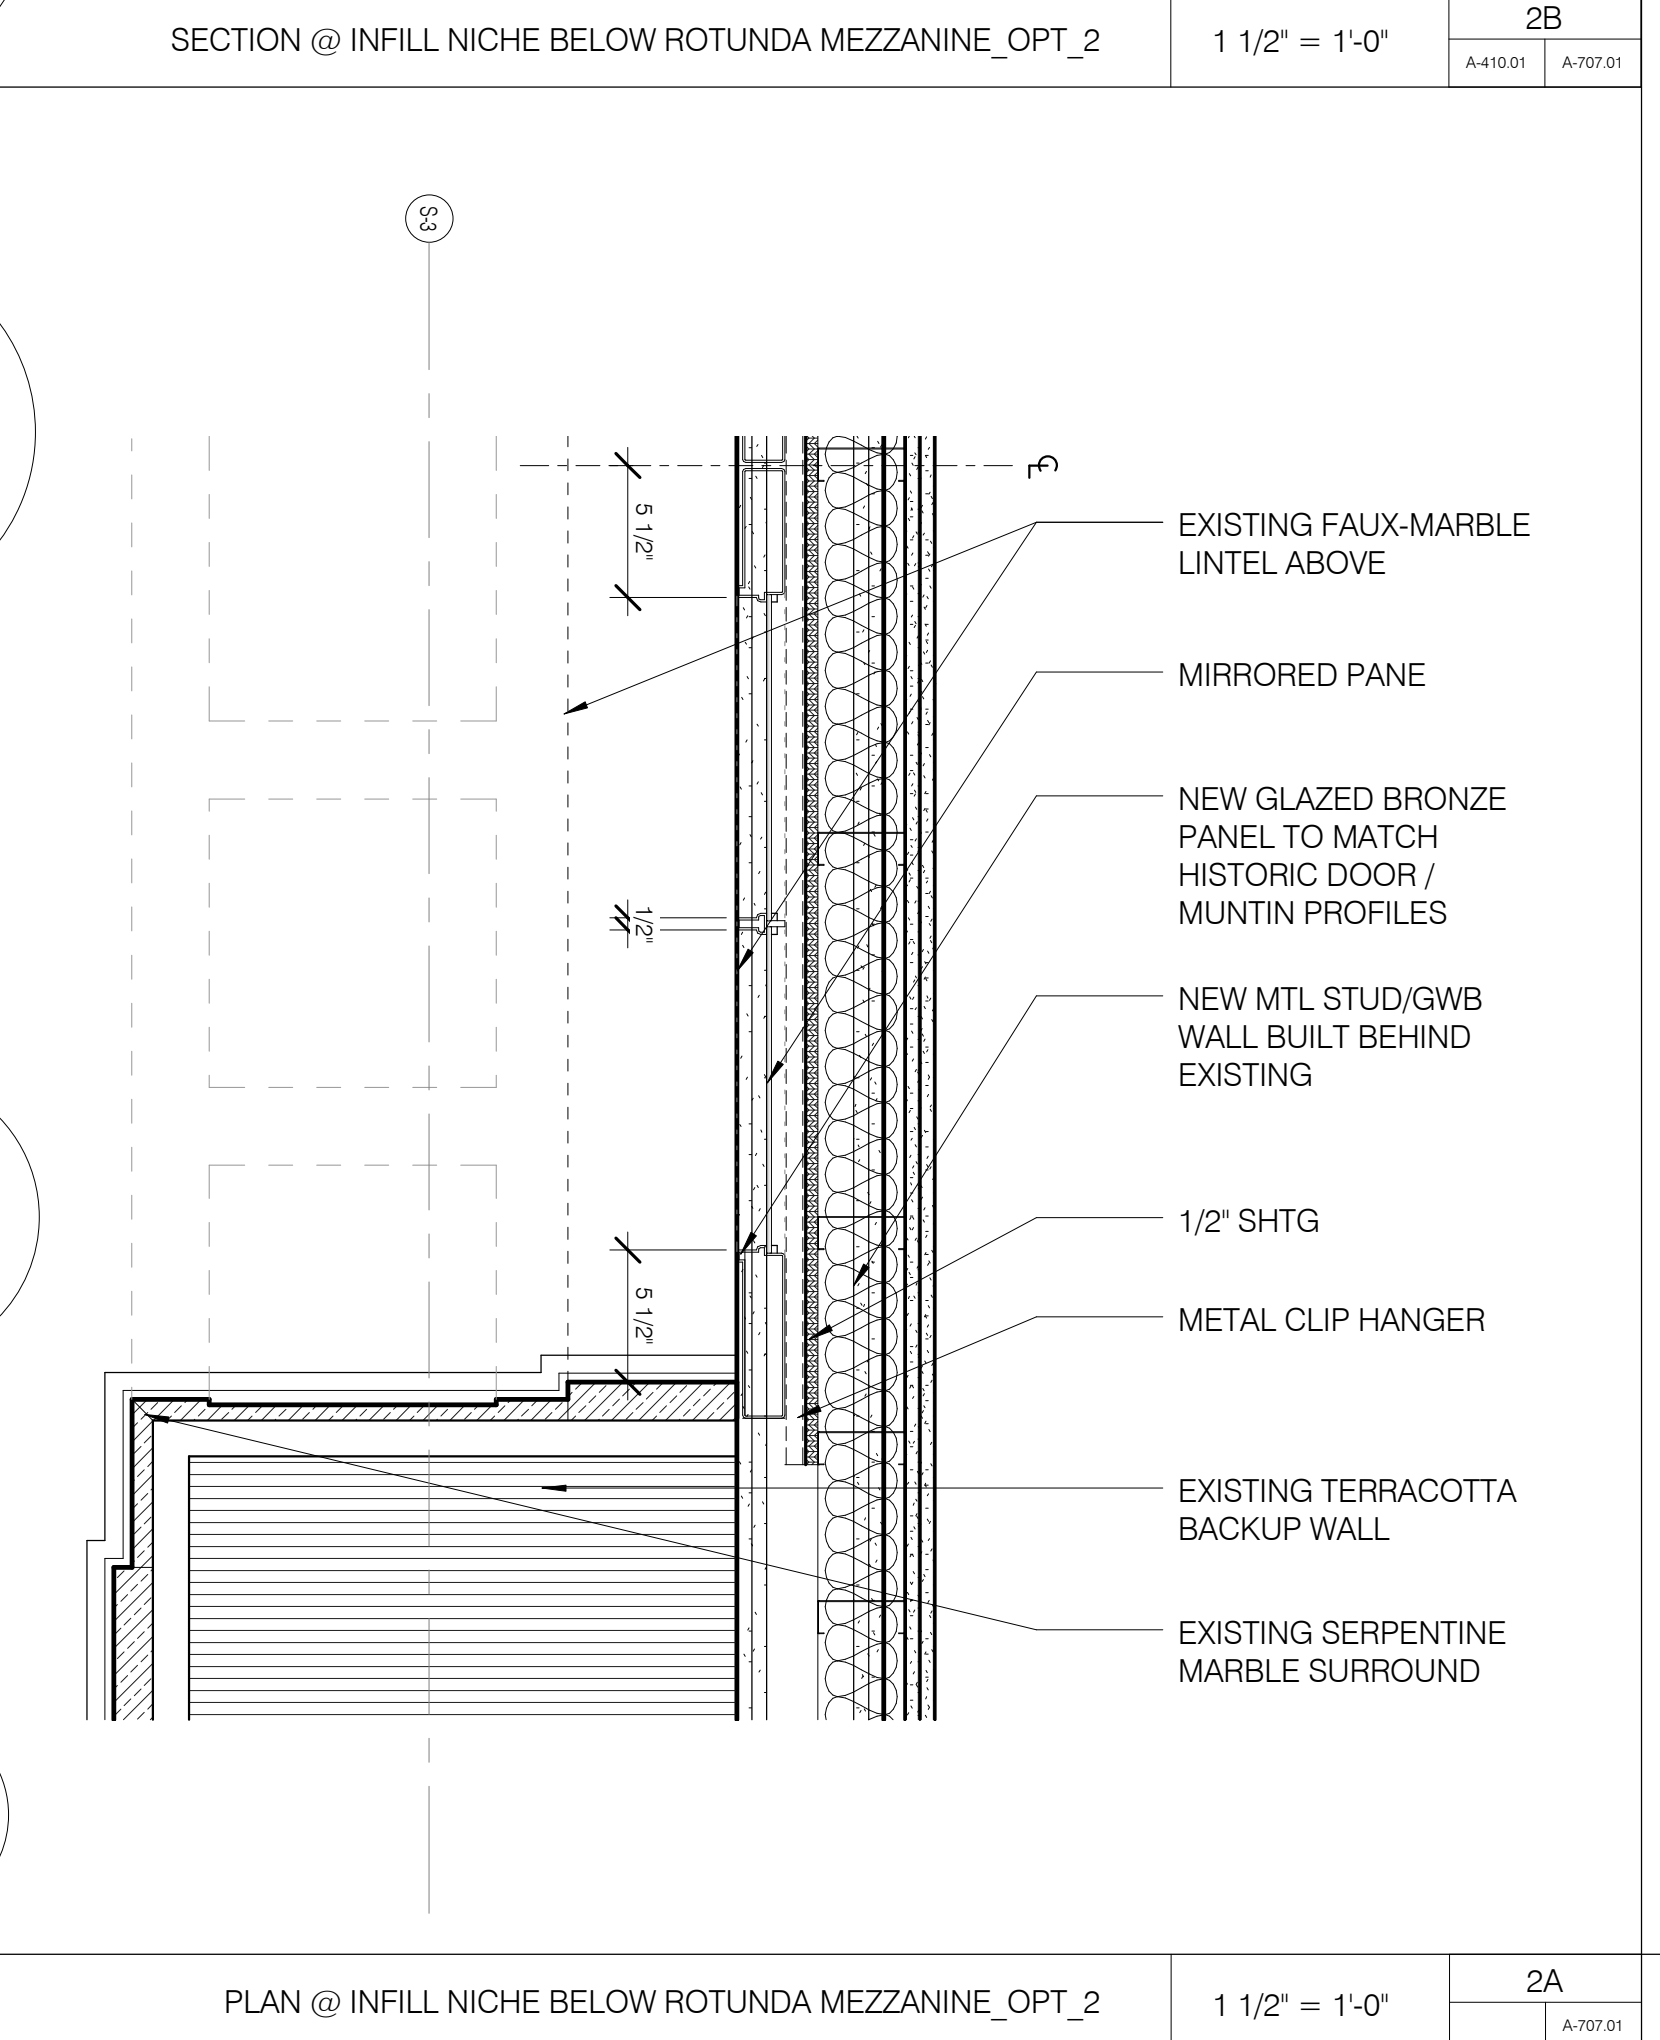 SECTION @ INFILL NICHE BELOW ROTUNDA MEZZANINE_OPT_2
1 1/2" = 1'-0"
2B
A-410.01
A-707.01
S-3
CL
5 1/2"
1/2"
5 1/2"
EXISTING FAUX-MARBLE
LINTEL ABOVE
MIRRORED PANE
NEW GLAZED BRONZE
PANEL TO MATCH
HISTORIC DOOR /
MUNTIN PROFILES
NEW MTL STUD/GWB
WALL BUILT BEHIND
EXISTING
1/2" SHTG
METAL CLIP HANGER
EXISTING TERRACOTTA
BACKUP WALL
EXISTING SERPENTINE
MARBLE SURROUND
PLAN @ INFILL NICHE BELOW ROTUNDA MEZZANINE_OPT_2
1 1/2" = 1'-0"
2A
A-707.01